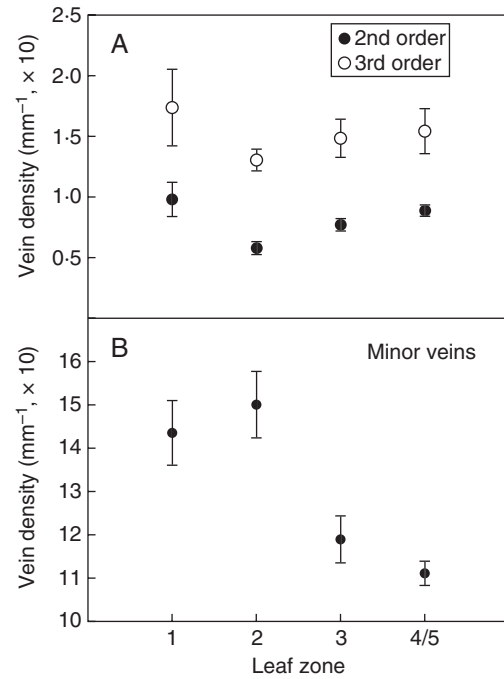 2·5
A
2nd order
3rd order
2·0
1·5
1·0
0·5
Vein density (mm⁻¹, × 10)
B
Minor veins
16
15
14
13
12
11
10
Vein density (mm⁻¹, × 10)
1 2 3 4/5
Leaf zone